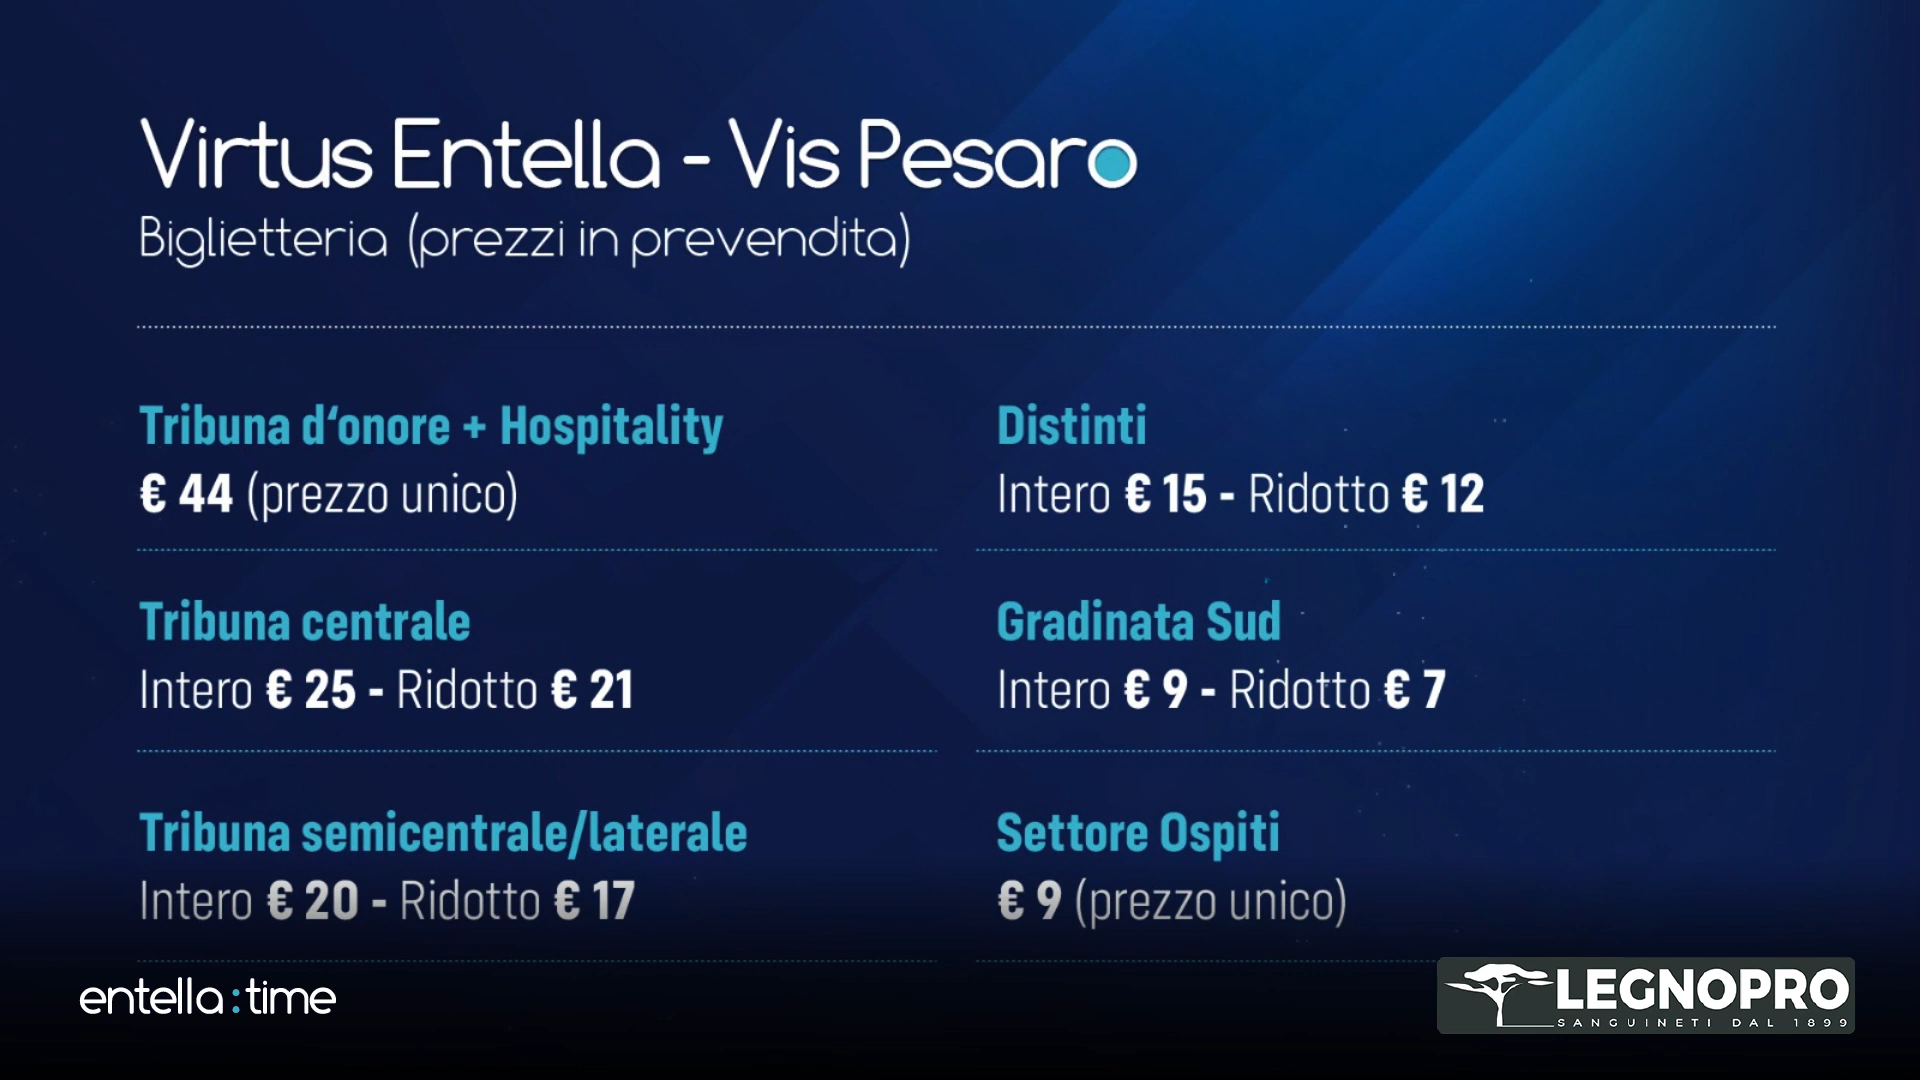 Virtus Entella - Vis Pesaro
Biglietteria (prezzi in prevendita)
Tribuna d‘onore + Hospitality
€ 44 (prezzo unico)
Tribuna centrale
Intero € 25 - Ridotto € 21
Tribuna semicentrale/laterale
Intero € 20 - Ridotto € 17
Distinti
Intero € 15 - Ridotto € 12
Gradinata Sud
Intero € 9 - Ridotto € 7
Settore Ospiti
€ 9 (prezzo unico)
entella:time
LEGNOPRO
SANGUINETI DAL 1899